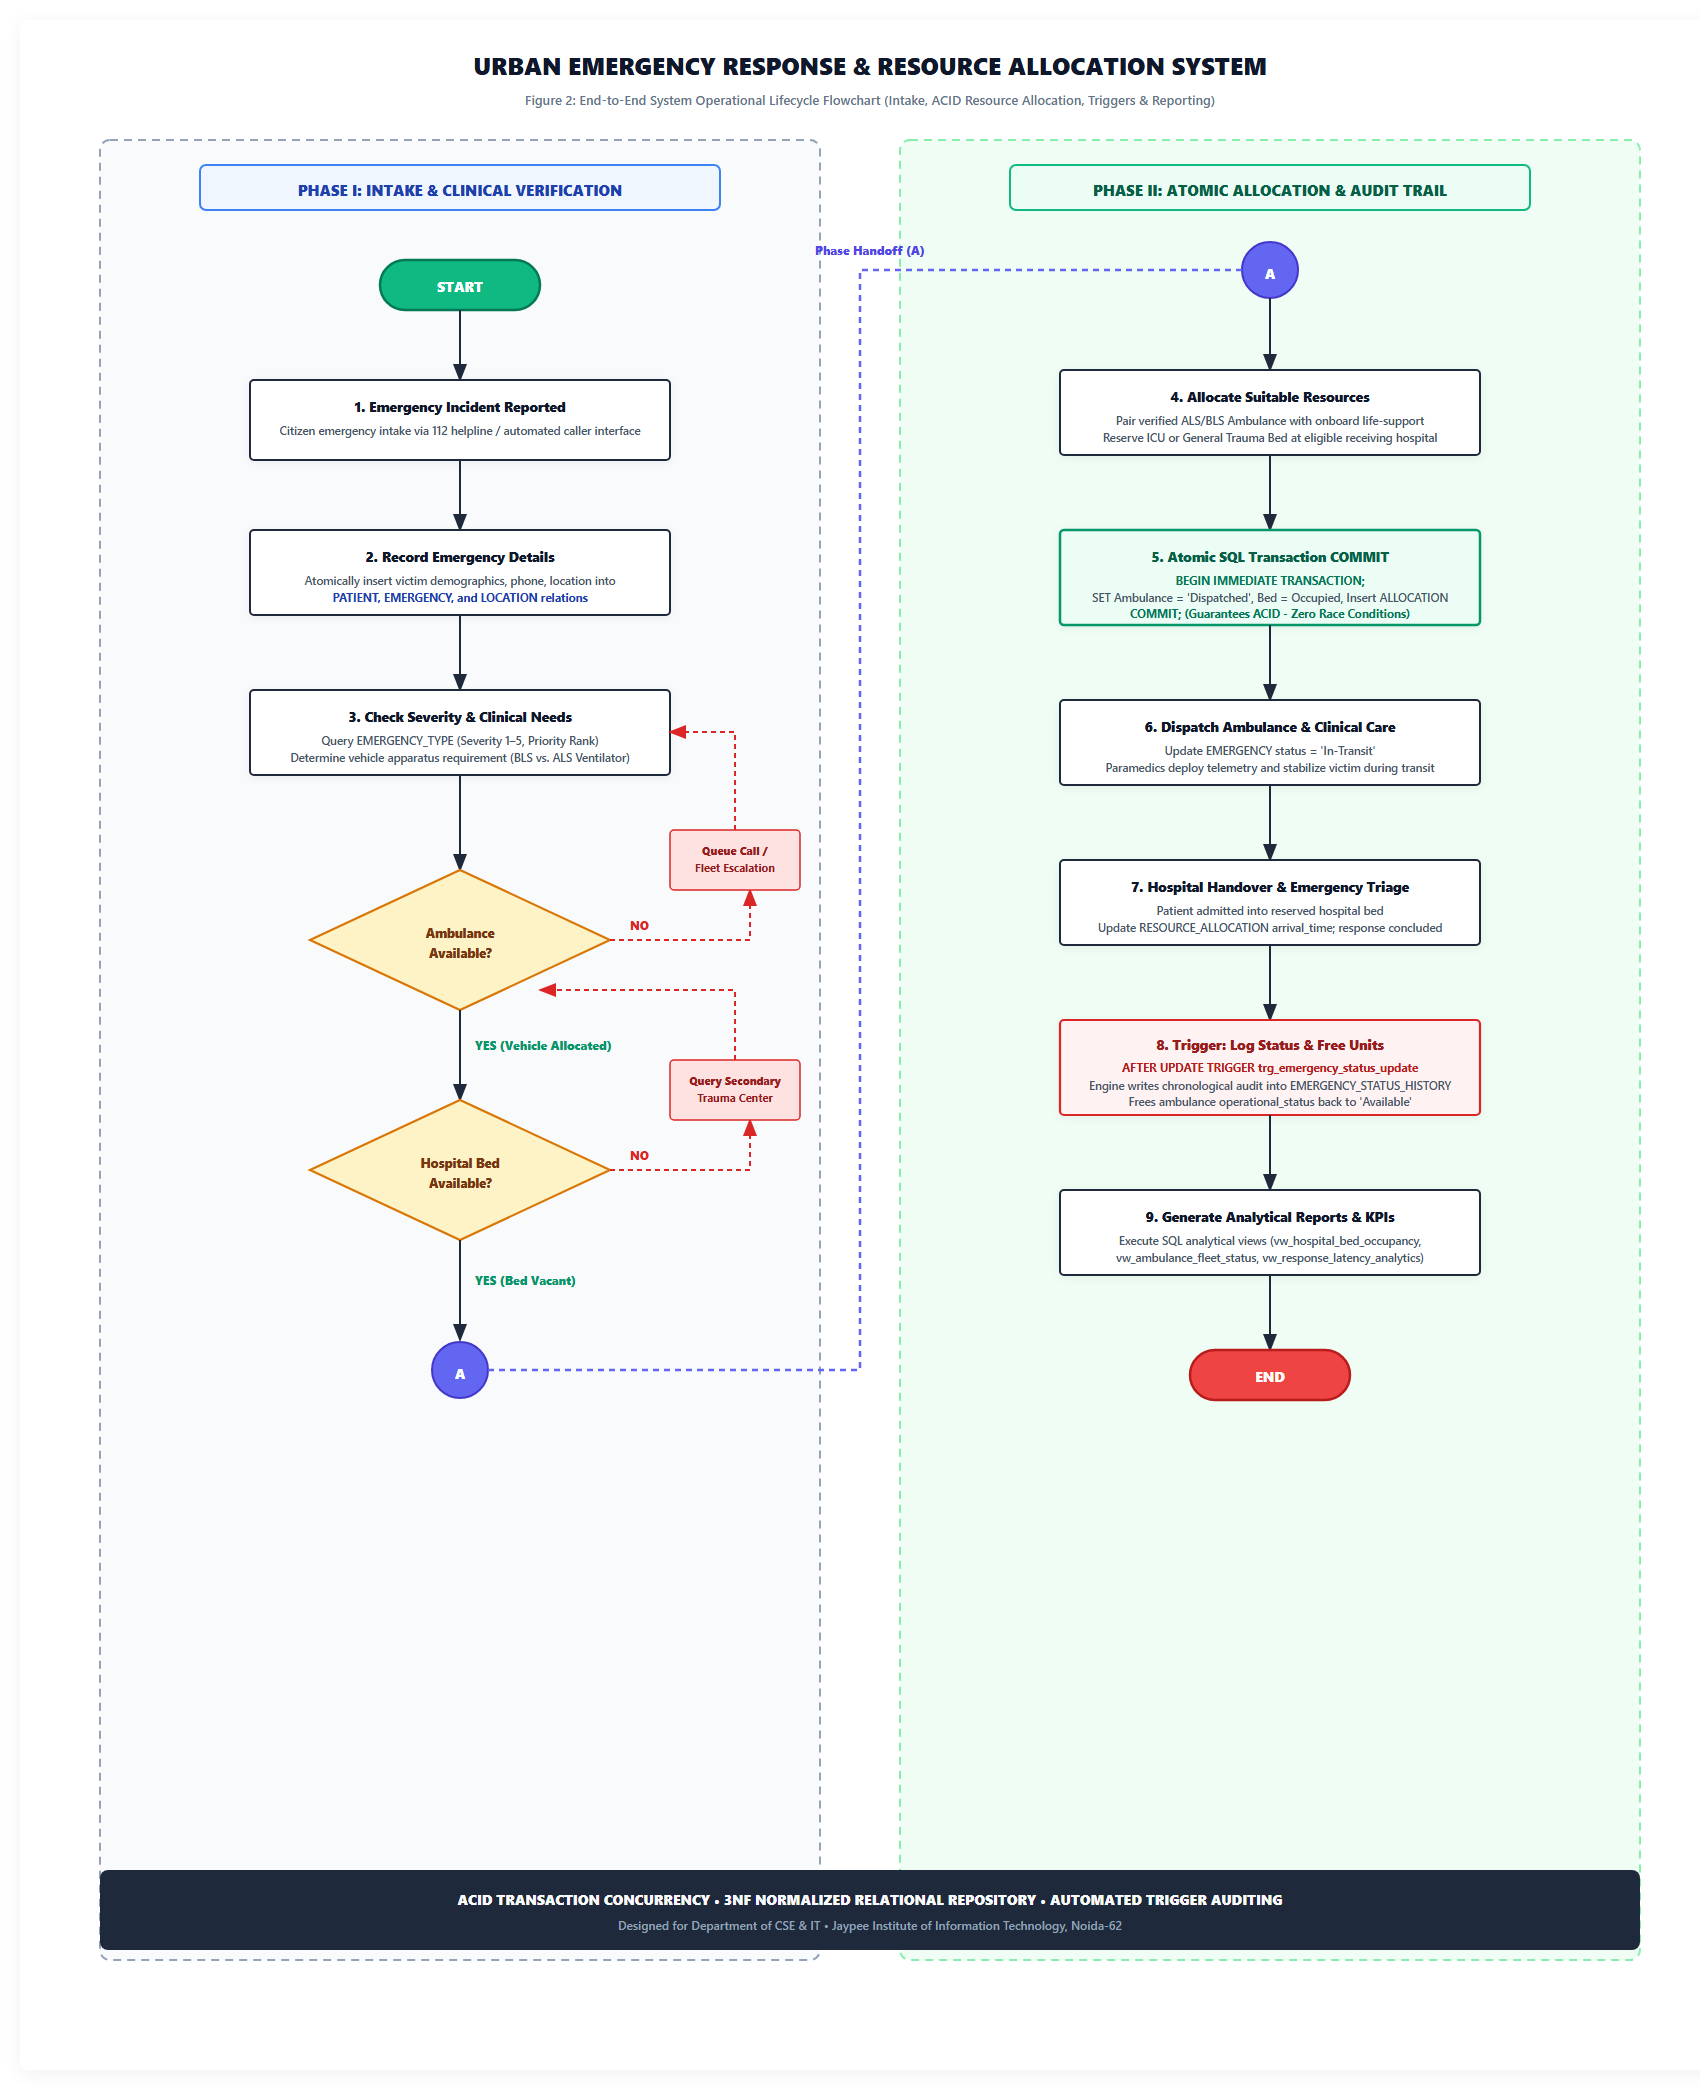 URBAN EMERGENCY RESPONSE & RESOURCE ALLOCATION SYSTEM
Figure 2: End-to-End System Operational Lifecycle Flowchart (Intake, ACID Resource Allocation, Triggers & Reporting)
PHASE I: INTAKE & CLINICAL VERIFICATION
START
1. Emergency Incident Reported
Citizen emergency intake via 112 helpline / automated caller interface
2. Record Emergency Details
Atomically insert victim demographics, phone, location into
PATIENT, EMERGENCY, and LOCATION relations
3. Check Severity & Clinical Needs
Query EMERGENCY_TYPE (Severity 1–5, Priority Rank)
Determine vehicle apparatus requirement (BLS vs. ALS Ventilator)
Queue Call /
Fleet Escalation
NO
Ambulance
Available?
YES (Vehicle Allocated)
Query Secondary
Trauma Center
NO
Hospital Bed
Available?
YES (Bed Vacant)
A
Phase Handoff (A)
PHASE II: ATOMIC ALLOCATION & AUDIT TRAIL
A
4. Allocate Suitable Resources
Pair verified ALS/BLS Ambulance with onboard life-support
Reserve ICU or General Trauma Bed at eligible receiving hospital
5. Atomic SQL Transaction COMMIT
BEGIN IMMEDIATE TRANSACTION;
SET Ambulance = 'Dispatched', Bed = Occupied, Insert ALLOCATION
COMMIT; (Guarantees ACID - Zero Race Conditions)
6. Dispatch Ambulance & Clinical Care
Update EMERGENCY status = 'In-Transit'
Paramedics deploy telemetry and stabilize victim during transit
7. Hospital Handover & Emergency Triage
Patient admitted into reserved hospital bed
Update RESOURCE_ALLOCATION arrival_time; response concluded
8. Trigger: Log Status & Free Units
AFTER UPDATE TRIGGER trg_emergency_status_update
Engine writes chronological audit into EMERGENCY_STATUS_HISTORY
Frees ambulance operational_status back to 'Available'
9. Generate Analytical Reports & KPIs
Execute SQL analytical views (vw_hospital_bed_occupancy,
vw_ambulance_fleet_status, vw_response_latency_analytics)
END
ACID TRANSACTION CONCURRENCY • 3NF NORMALIZED RELATIONAL REPOSITORY • AUTOMATED TRIGGER AUDITING
Designed for Department of CSE & IT • Jaypee Institute of Information Technology, Noida-62